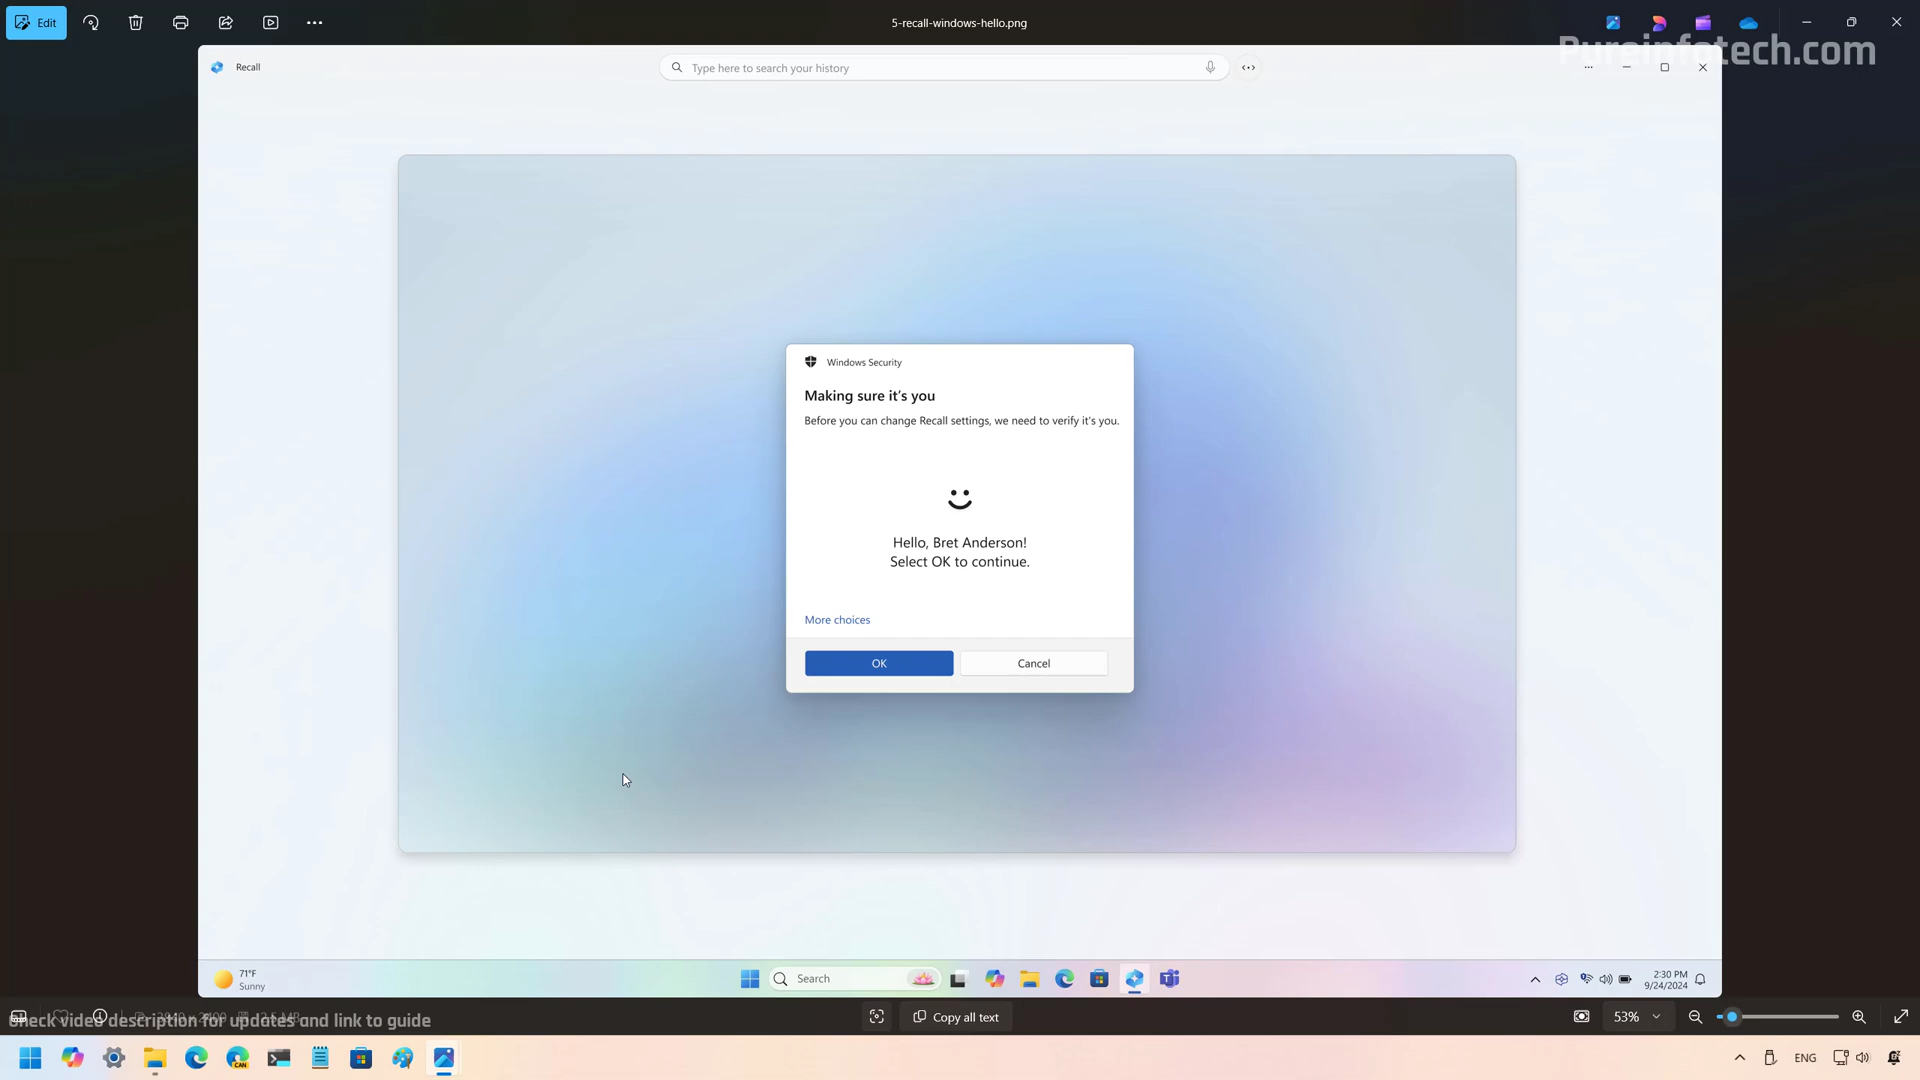 Edit
5-recall-windows-hello.png
Pureinfotech.com
Recall
Type here to search your history
Windows Security
Making sure it's you
Before you can change Recall settings, we need to verify it's you.
Hello, Bret Anderson!
Select OK to continue.
More choices
OK
Cancel
71°F
Sunny
Search
2:30 PM
9/24/2024
Check video description for updates and link to guide
Copy all text
53%
CAN
ENG